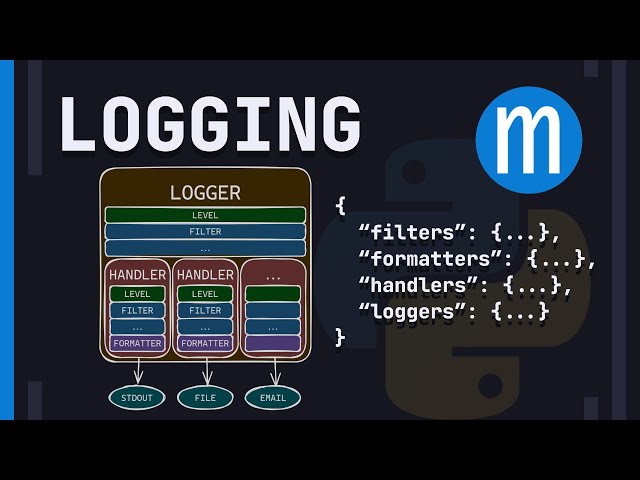 LOGGING
m
LOGGER
LEVEL
FILTER
...
HANDLER HANDLER ...
LEVEL LEVEL
FILTER FILTER
... ...
FORMATTER FORMATTER
STDOUT FILE EMAIL
{
“filters”: {...},
“formatters”: {...},
“handlers”: {...},
“loggers”: {...}
}